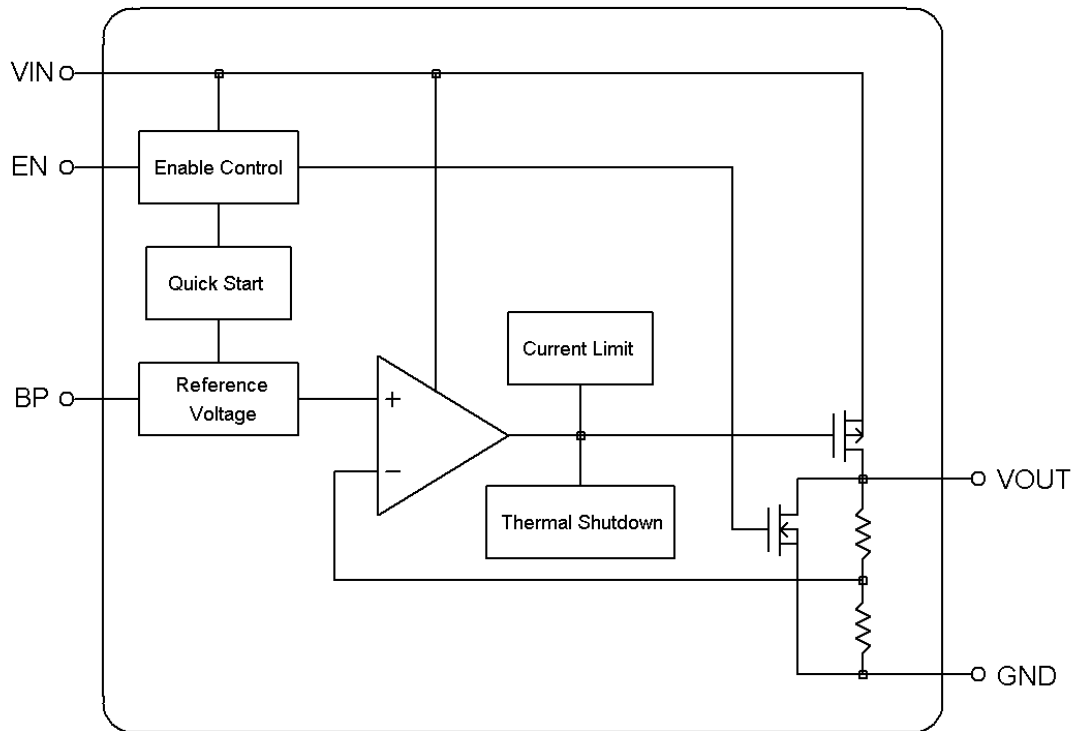 VIN
EN
Enable Control
Quick Start
BP
Reference
Voltage
+
−
Current Limit
Thermal Shutdown
VOUT
GND